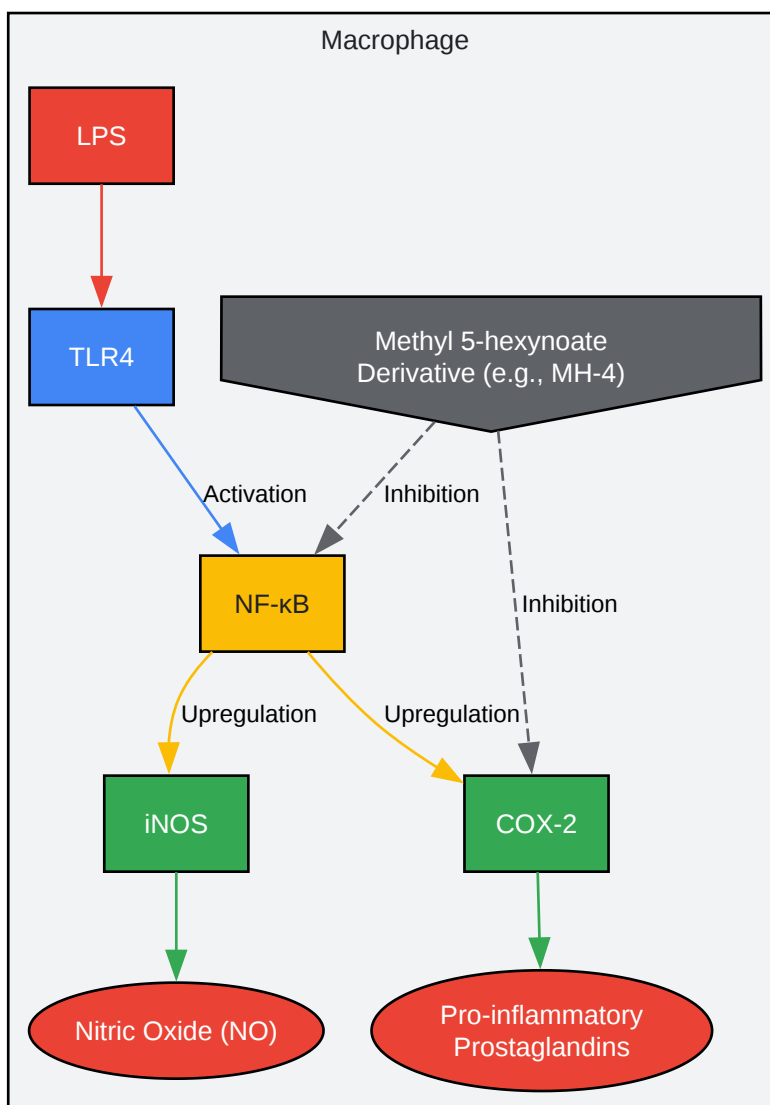 Macrophage
LPS
TLR4
Methyl 5-hexynoate
Derivative (e.g., MH-4)
Activation
Inhibition
NF-κB
Inhibition
Upregulation
Upregulation
iNOS
COX-2
Nitric Oxide (NO)
Pro-inflammatory
Prostaglandins